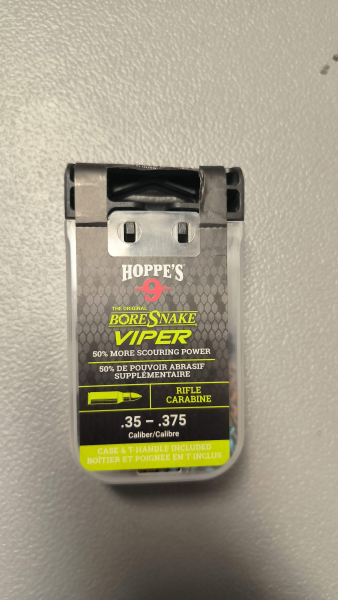 HOPPE'S
9
THE ORIGINAL
BORESNAKE
VIPER
50% MORE SCOURING POWER
50% DE POUVOIR ABRASIF
SUPPLÉMENTAIRE
RIFLE
CARABINE
.35 – .375
Caliber/Calibre
CASE & T-HANDLE INCLUDED
BOÎTIER ET POIGNÉE EN T INCLUS